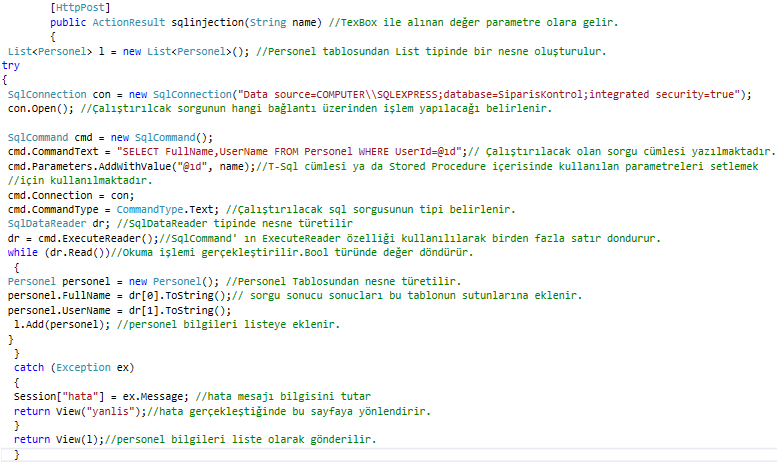 [HttpPost]
public ActionResult sqlinjection(String name) //TexBox ile alınan değer parametre olara gelir.
{
List<Personel> l = new List<Personel>(); //Personel tablosundan List tipinde bir nesne oluşturulur.
try
{
SqlConnection con = new SqlConnection("Data source=COMPUTER\\SQLEXPRESS;database=SiparisKontrol;integrated security=true");
con.Open(); //Çalıştırılcak sorgunun hangi bağlantı üzerinden işlem yapılacağı belirlenir.
SqlCommand cmd = new SqlCommand();
cmd.CommandText = "SELECT FullName,UserName FROM Personel WHERE UserId=@ıd";// Çalıştırılacak olan sorgu cümlesi yazılmaktadır.
cmd.Parameters.AddWithValue("@ıd", name);//T-Sql cümlesi ya da Stored Procedure içerisinde kullanılan parametreleri setlemek
//için kullanılmaktadır.
cmd.Connection = con;
cmd.CommandType = CommandType.Text; //Çalıştırılacak sql sorgusunun tipi belirlenir.
SqlDataReader dr; //SqlDataReader tipinde nesne türetilir
dr = cmd.ExecuteReader();//SqlCommand' ın ExecuteReader özelliği kullanılılarak birden fazla satır dondurur.
while (dr.Read())//Okuma işlemi gerçekleştirilir.Bool türünde değer döndürür.
{
Personel personel = new Personel(); //Personel Tablosundan nesne türetilir.
personel.FullName = dr[0].ToString();// sorgu sonucu sonucları bu tablonun sutunlarına eklenir.
personel.UserName = dr[1].ToString();
l.Add(personel); //personel bilgileri listeye eklenir.
}
}
catch (Exception ex)
{
Session["hata"] = ex.Message; //hata mesajı bilgisini tutar
return View("yanlis");//hata gerçekleştiğinde bu sayfaya yönlendirir.
}
return View(l);//personel bilgileri liste olarak gönderilir.
}